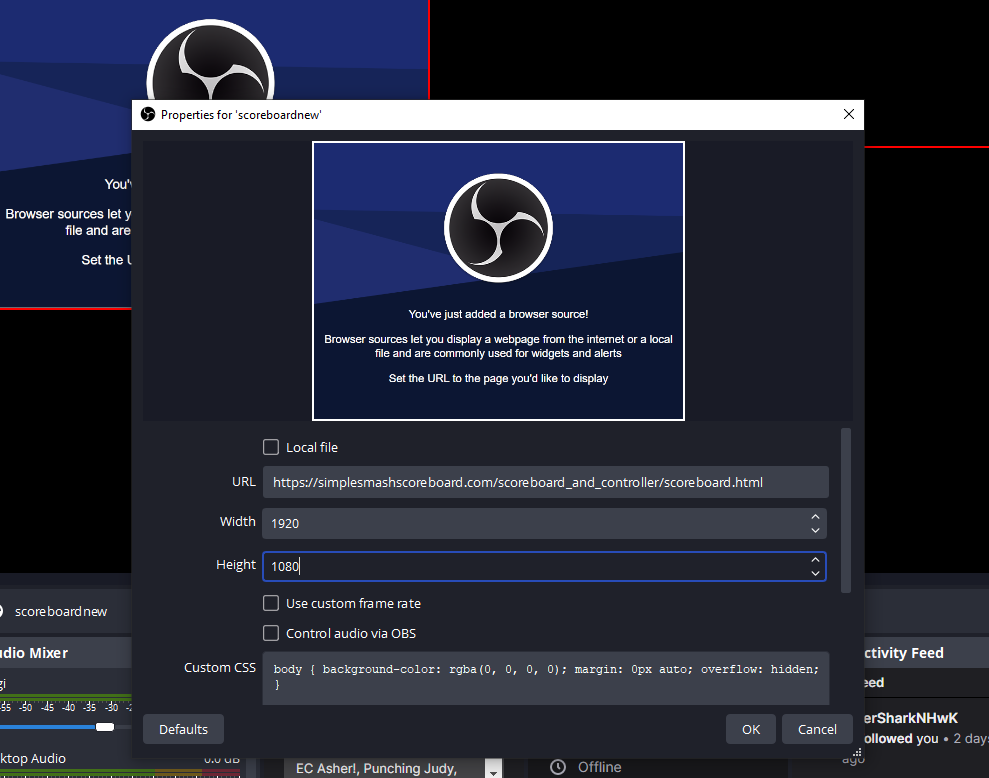 Properties for 'scoreboardnew'
You'
Browser sources let y
file and are
Set the U
You've just added a browser source!
Browser sources let you display a webpage from the internet or a local
file and are commonly used for widgets and alerts
Set the URL to the page you'd like to display
Local file
URL https://simplesmashscoreboard.com/scoreboard_and_controller/scoreboard.html
Width 1920
Height 1080
Use custom frame rate
Control audio via OBS
Custom CSS body { background-color: rgba(0, 0, 0, 0); margin: 0px auto; overflow: hidden;
}
Defaults OK Cancel
scoreboardnew
dio Mixer
gi
-55 -50 -45 -40 -35 -30 -2
ktop Audio 0.0 dB
EC Asher!, Punching Judy,
Offline
ctivity Feed
eed
erSharkNHwK
ollowed you • 2 days
ago